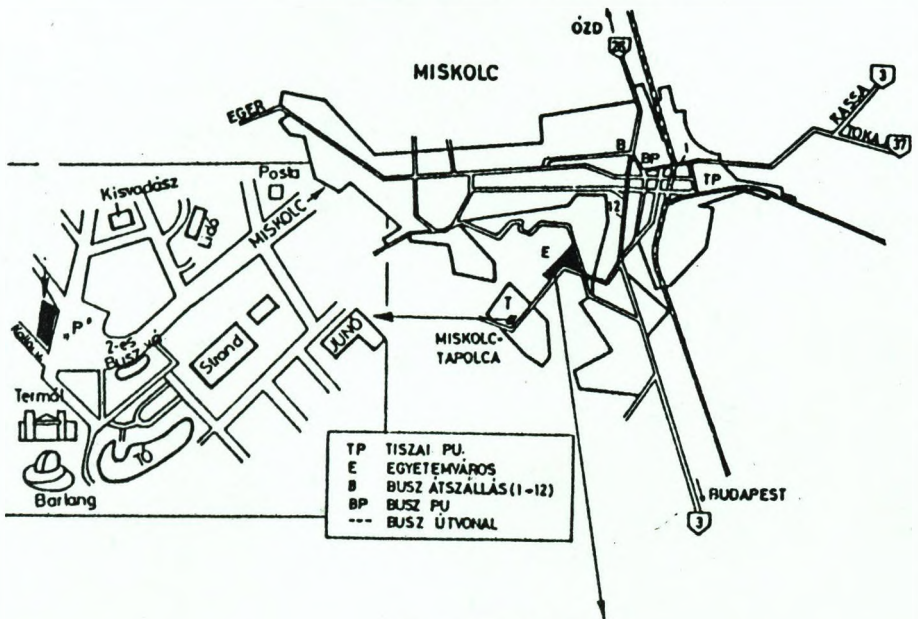 ÓZD
26
MISKOLC
3
KASSA
TOKA
37
EGER
B
BP
TP
12
Posta
Kisvadász
Lidó
MISKOLC
E
T
MISKOLC-
TAPOLCA
"P"
2-es
Busz vá
Strand
JUNÓ
Termál
TÓ
Barlang
TP TISZAI PU.
E EGYETEMVÁROS
B BUSZ ÁTSZÁLLÁS (1-12)
BP BUSZ PU
--- BUSZ ÚTVONAL
BUDAPEST
3